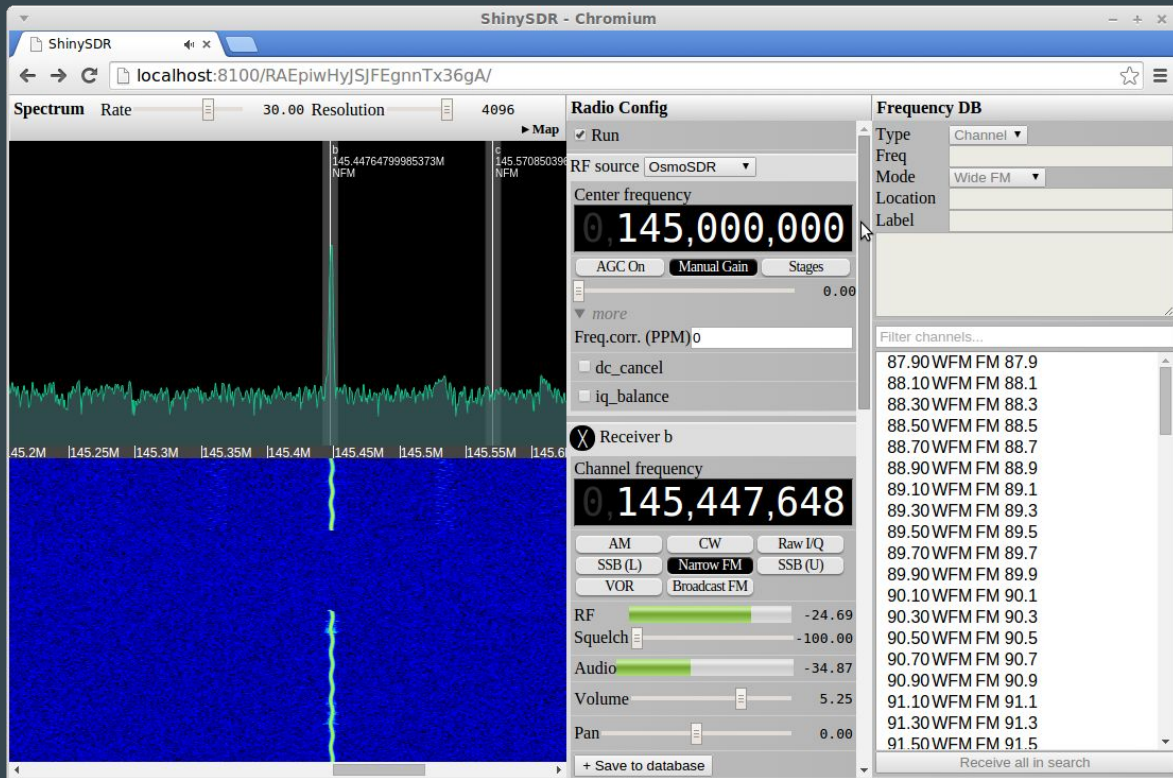 ShinySDR - Chromium
ShinySDR
localhost:8100/RAEpiwHyJSJFEgnnTx36gA/
Spectrum Rate 30.00 Resolution 4096
▶ Map
b
145.44764799985373M
NFM
c
145.570850396
NFM
45.2M 145.25M 145.3M 145.35M 145.4M 145.45M 145.5M 145.55M 145.6
Radio Config
Run
RF source OsmoSDR
Center frequency
0,145,000,000
AGC On Manual Gain Stages
0.00
▼ more
Freq.corr. (PPM) 0
dc_cancel
iq_balance
X Receiver b
Channel frequency
0,145,447,648
AM CW Raw I/Q
SSB (L) Narrow FM SSB (U)
VOR Broadcast FM
RF -24.69
Squelch -100.00
Audio -34.87
Volume 5.25
Pan 0.00
+ Save to database
Frequency DB
Type Channel
Freq
Mode Wide FM
Location
Label
Filter channels...
87.90 WFM FM 87.9
88.10 WFM FM 88.1
88.30 WFM FM 88.3
88.50 WFM FM 88.5
88.70 WFM FM 88.7
88.90 WFM FM 88.9
89.10 WFM FM 89.1
89.30 WFM FM 89.3
89.50 WFM FM 89.5
89.70 WFM FM 89.7
89.90 WFM FM 89.9
90.10 WFM FM 90.1
90.30 WFM FM 90.3
90.50 WFM FM 90.5
90.70 WFM FM 90.7
90.90 WFM FM 90.9
91.10 WFM FM 91.1
91.30 WFM FM 91.3
91.50 WFM FM 91.5
Receive all in search